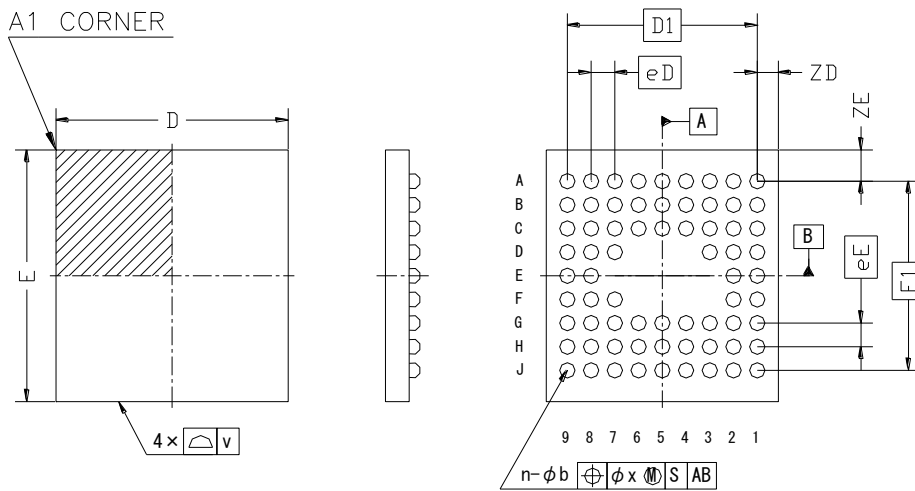 A1 CORNER
D
E
4× v
D1
eD
ZD
ZE
A
B
eE
E1
A
B
C
D
E
F
G
H
J
9 8 7 6 5 4 3 2 1
n-φb ⌖ φx Ⓜ S AB